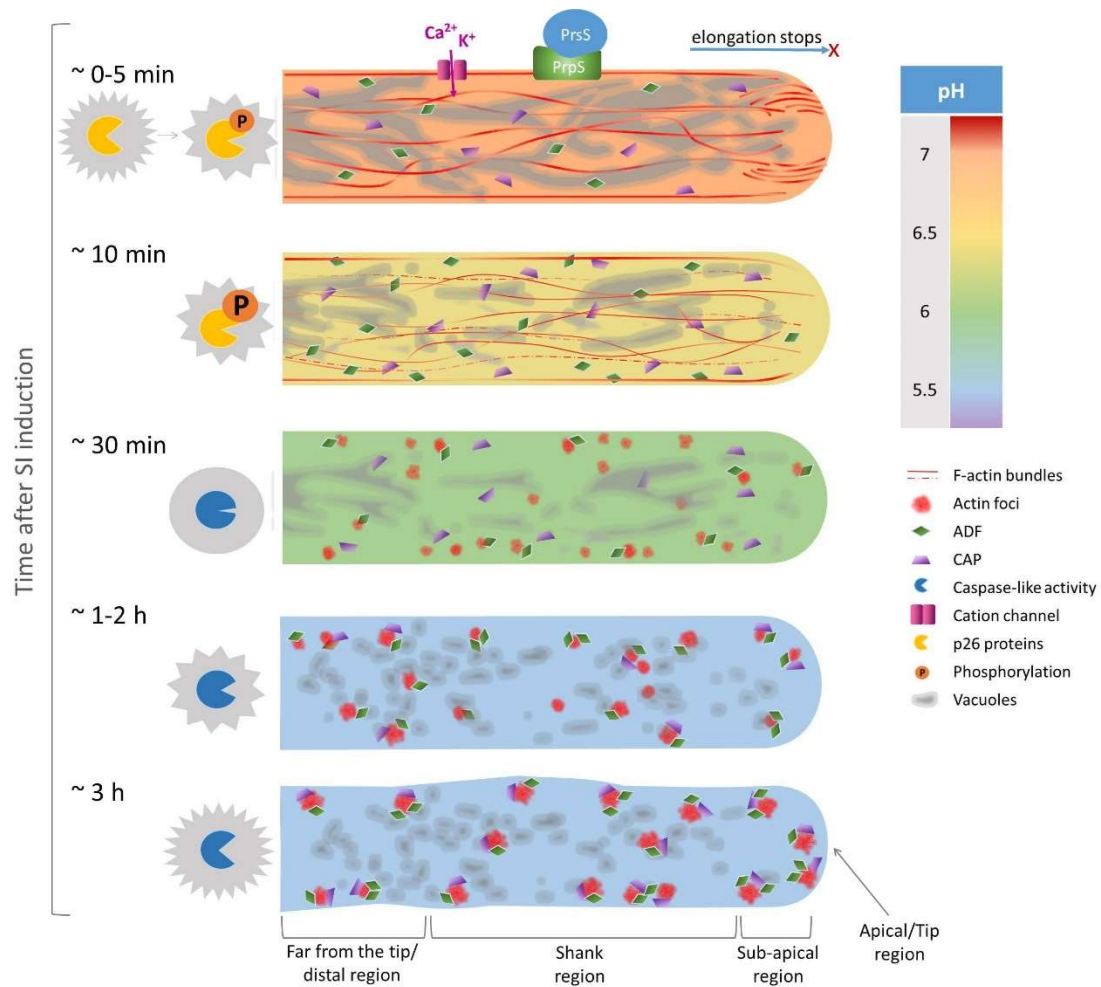 Ca²⁺
K⁺
PrsS
PrpS
elongation stops
X
~ 0-5 min
P
~ 10 min
P
~ 30 min
~ 1-2 h
~ 3 h
Time after SI induction
pH
7
6.5
6
5.5
F-actin bundles
Actin foci
ADF
CAP
Caspase-like activity
Cation channel
p26 proteins
P
Phosphorylation
Vacuoles
Far from the tip/
distal region
Shank
region
Sub-apical
region
Apical/Tip
region